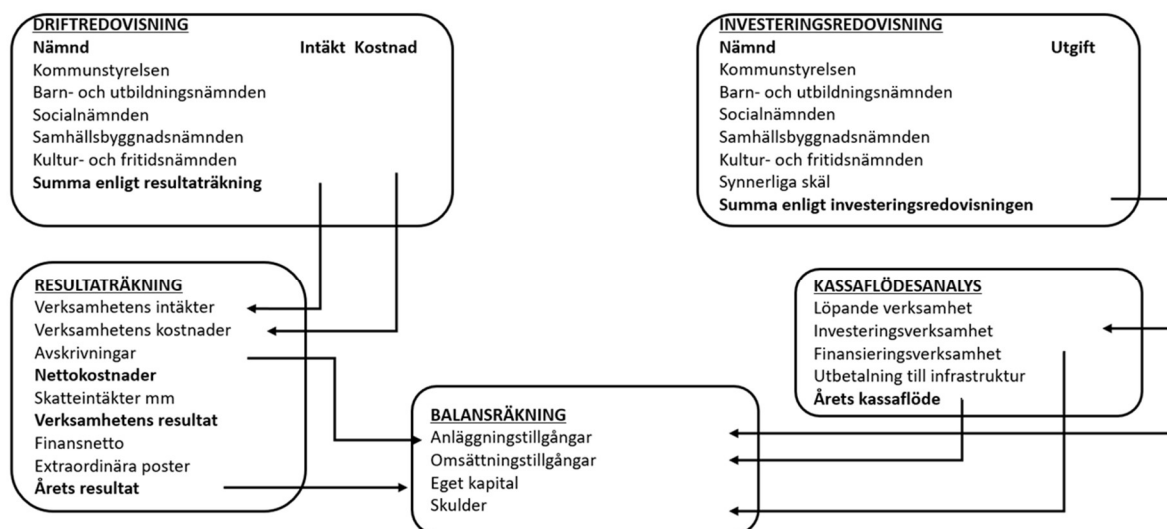 DRIFTREDOVISNING
Nämnd Intäkt Kostnad
Kommunstyrelsen
Barn- och utbildningsnämnden
Socialnämnden
Samhällsbyggnadsnämnden
Kultur- och fritidsnämnden
Summa enligt resultaträkning
INVESTERINGSREDOVISNING
Nämnd Utgift
Kommunstyrelsen
Barn- och utbildningsnämnden
Socialnämnden
Samhällsbyggnadsnämnden
Kultur- och fritidsnämnden
Synnerliga skäl
Summa enligt investeringsredovisningen
RESULTATRÄKNING
Verksamhetens intäkter
Verksamhetens kostnader
Avskrivningar
Nettokostnader
Skatteintäkter mm
Verksamhetens resultat
Finansnetto
Extraordinära poster
Årets resultat
KASSAFLÖDESANALYS
Löpande verksamhet
Investeringsverksamhet
Finansieringsverksamhet
Utbetalning till infrastruktur
Årets kassaflöde
BALANSRÄKNING
Anläggningstillgångar
Omsättningstillgångar
Eget kapital
Skulder